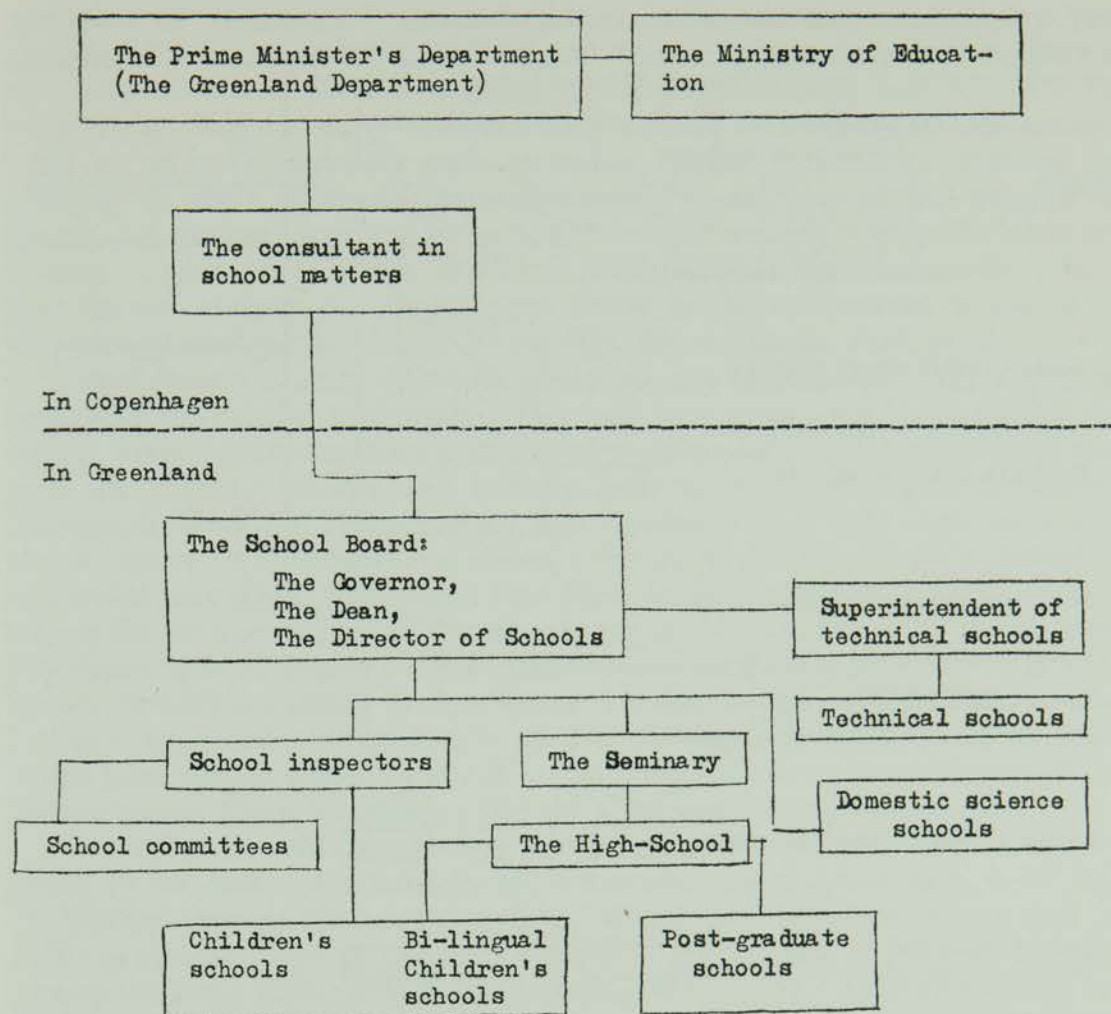 The Prime Minister's Department
(The Greenland Department)
The Ministry of Educat-
ion
The consultant in
school matters
In Copenhagen
In Greenland
The School Board:
The Governor,
The Dean,
The Director of Schools
Superintendent of
technical schools
Technical schools
School inspectors
The Seminary
Domestic science
schools
School committees
The High-School
Children's
schools
Bi-lingual
Children's
schools
Post-graduate
schools